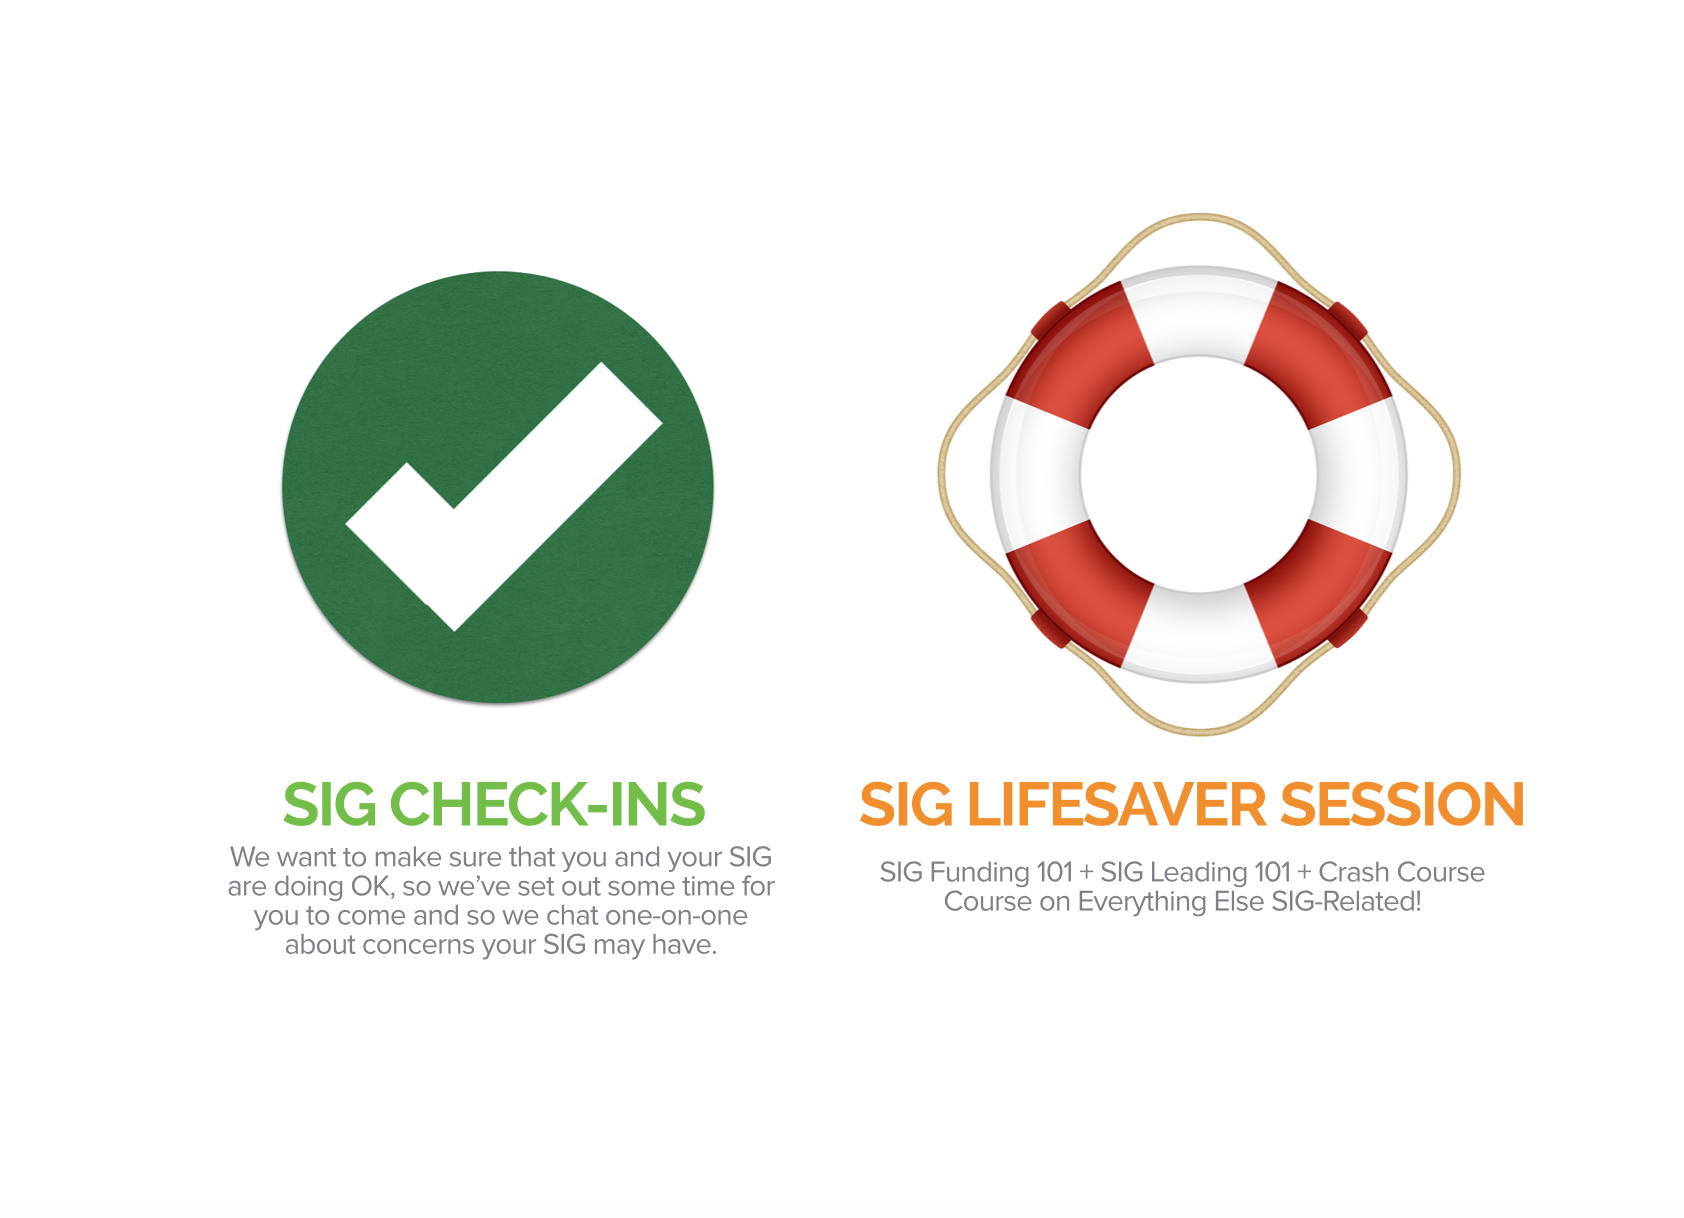 SIG CHECK-INS
We want to make sure that you and your SIG
are doing OK, so we’ve set out some time for
you to come and so we chat one-on-one
about concerns your SIG may have.
SIG LIFESAVER SESSION
SIG Funding 101 + SIG Leading 101 + Crash Course
Course on Everything Else SIG-Related!